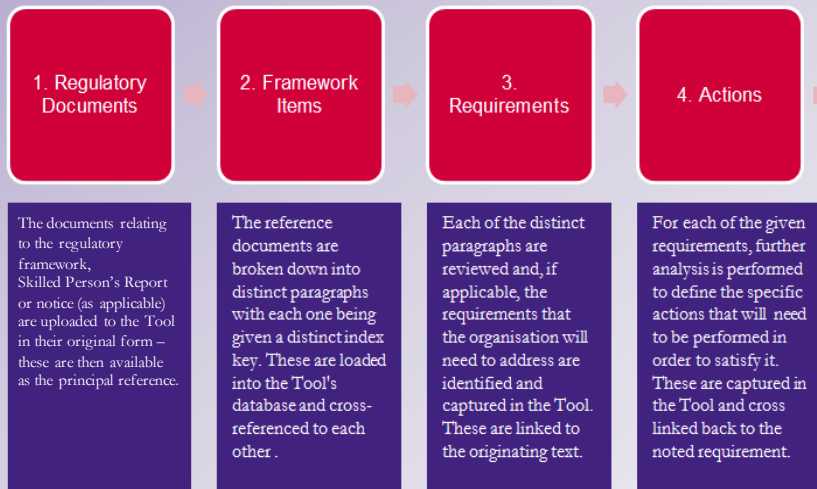 1. Regulatory
Documents
2. Framework
Items
3.
Requirements
4. Actions
The documents relating
to the regulatory
framework,
Skilled Person's Report
or notice (as applicable)
are uploaded to the Tool
in their original form –
these are then available
as the principal reference.
The reference
documents are
broken down into
distinct paragraphs
with each one being
given a distinct index
key. These are loaded
into the Tool's
database and cross-
referenced to each
other .
Each of the distinct
paragraphs are
reviewed and, if
applicable, the
requirements that
the organisation will
need to address are
identified and
captured in the Tool.
These are linked to
the originating text.
For each of the given
requirements, further
analysis is performed
to define the specific
actions that will need
to be performed in
order to satisfy it.
These are captured in
the Tool and cross
linked back to the
noted requirement.